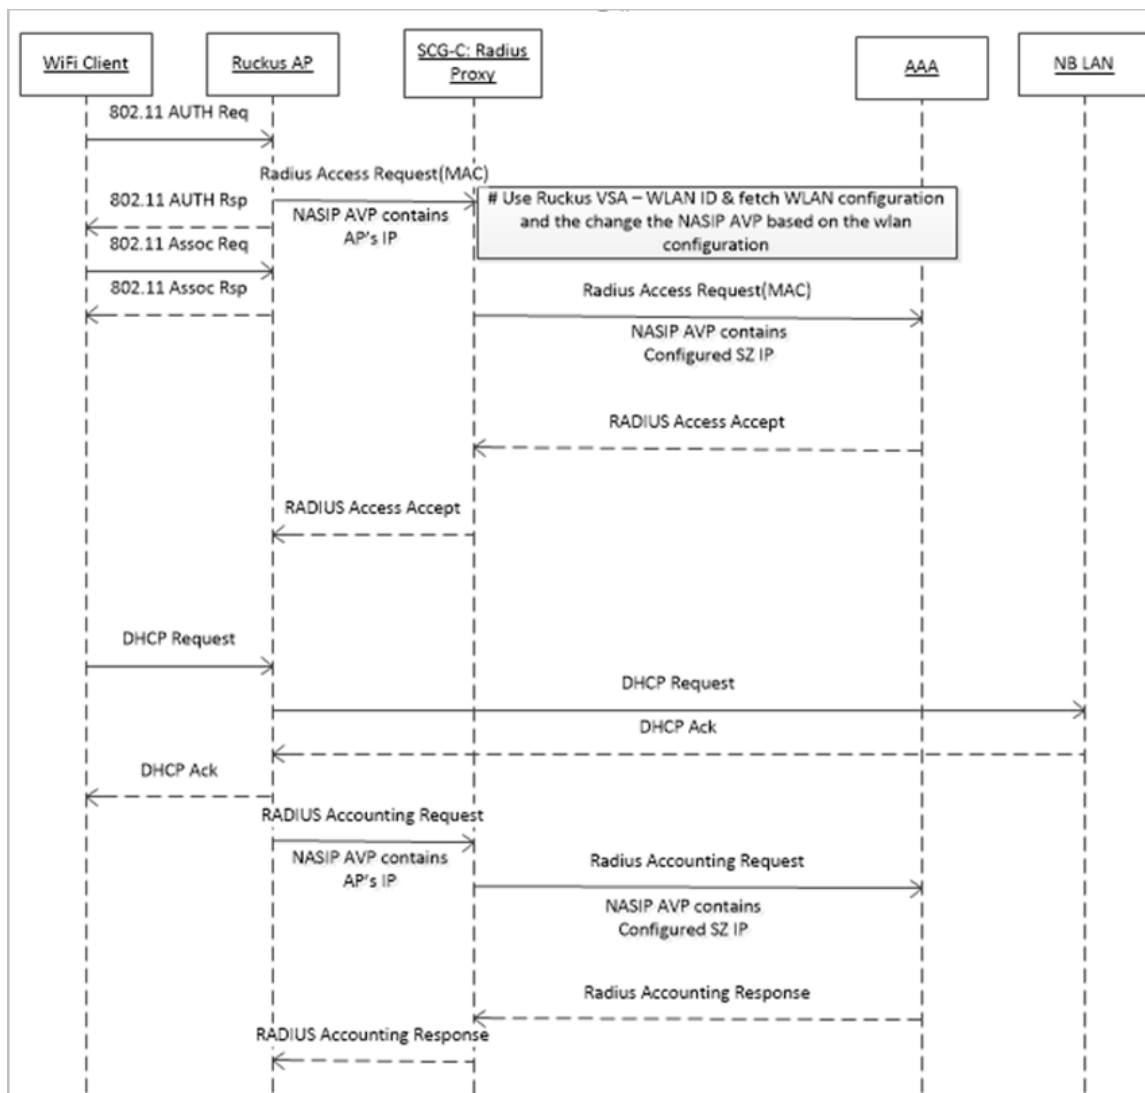 WiFi Client
Ruckus AP
SCG-C: Radius
Proxy
AAA
NB LAN
802.11 AUTH Req
Radius Access Request(MAC)
802.11 AUTH Rsp
NASIP AVP contains
AP's IP
# Use Ruckus VSA – WLAN ID & fetch WLAN configuration
and the change the NASIP AVP based on the wlan
configuration
802.11 Assoc Req
802.11 Assoc Rsp
Radius Access Request(MAC)
NASIP AVP contains
Configured SZ IP
RADIUS Access Accept
RADIUS Access Accept
DHCP Request
DHCP Request
DHCP Ack
DHCP Ack
RADIUS Accounting Request
NASIP AVP contains
AP's IP
Radius Accounting Request
NASIP AVP contains
Configured SZ IP
Radius Accounting Response
RADIUS Accounting Response